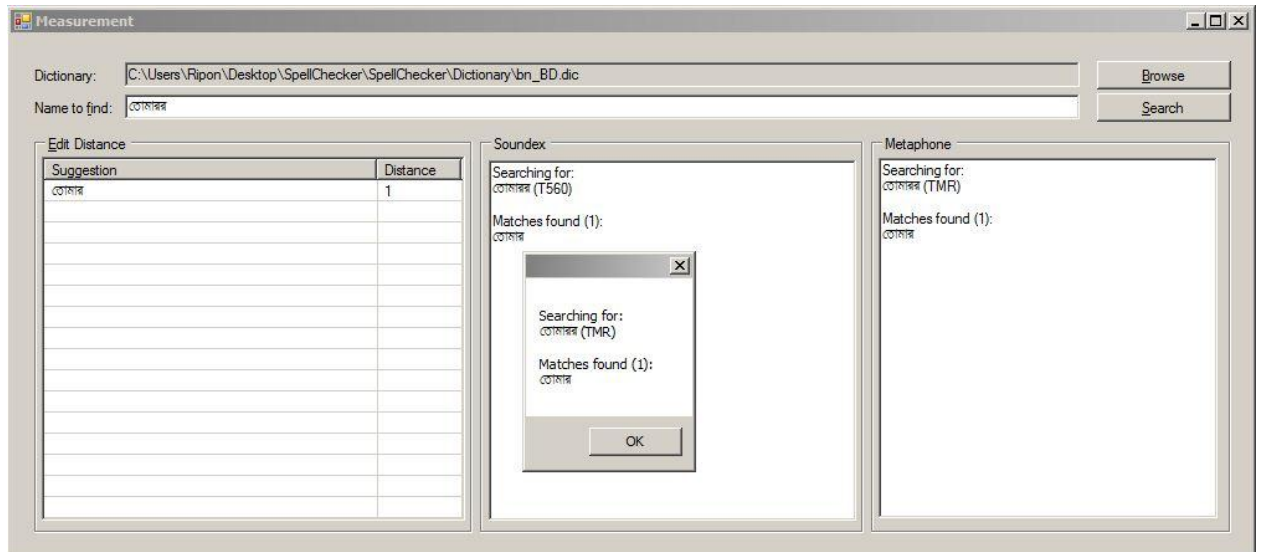 Measurement
Dictionary: C:\Users\Ripon\Desktop\SpellChecker\SpellChecker\Dictionary\bn_BD.dic Browse
Name to find: তোমারর Search
Edit Distance
Suggestion Distance
তোমার 1
Soundex
Searching for:
তোমারর (T560)
Matches found (1):
তোমার
Searching for:
তোমারর (TMR)
Matches found (1):
তোমার
OK
Metaphone
Searching for:
তোমারর (TMR)
Matches found (1):
তোমার